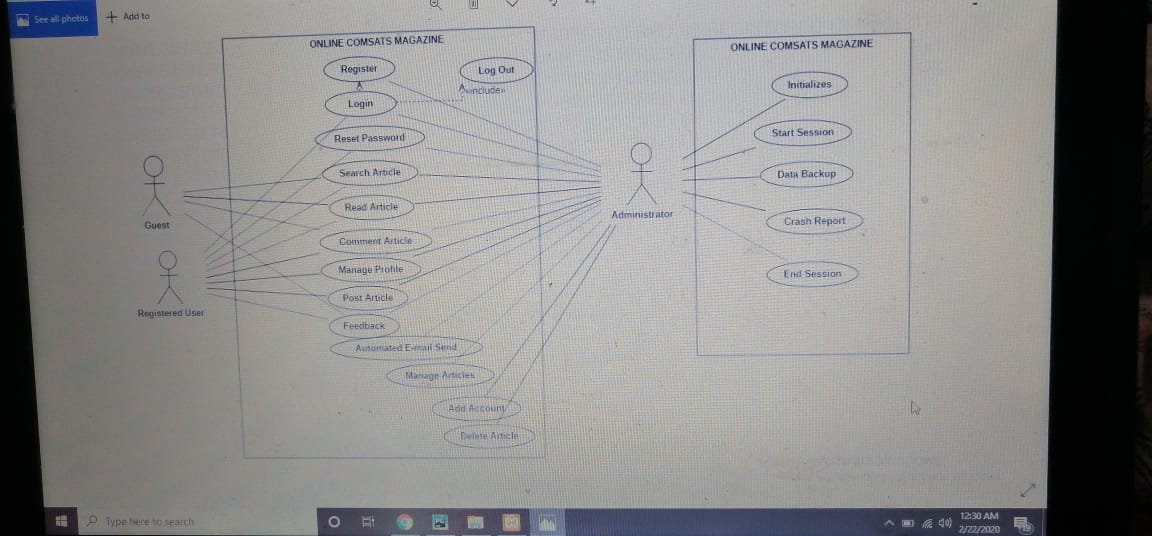 See all photos
+ Add to
ONLINE COMSATS MAGAZINE
Register
Log Out
«include»
Login
Reset Password
Search Article
Read Article
Comment Article
Manage Profile
Post Article
Feedback
Automated E-mail Send
Manage Articles
Add Account
Delete Article
Guest
Registered User
Administrator
ONLINE COMSATS MAGAZINE
Initializes
Start Session
Data Backup
Crash Report
End Session
Type here to search
12:30 AM
2/22/2020
19